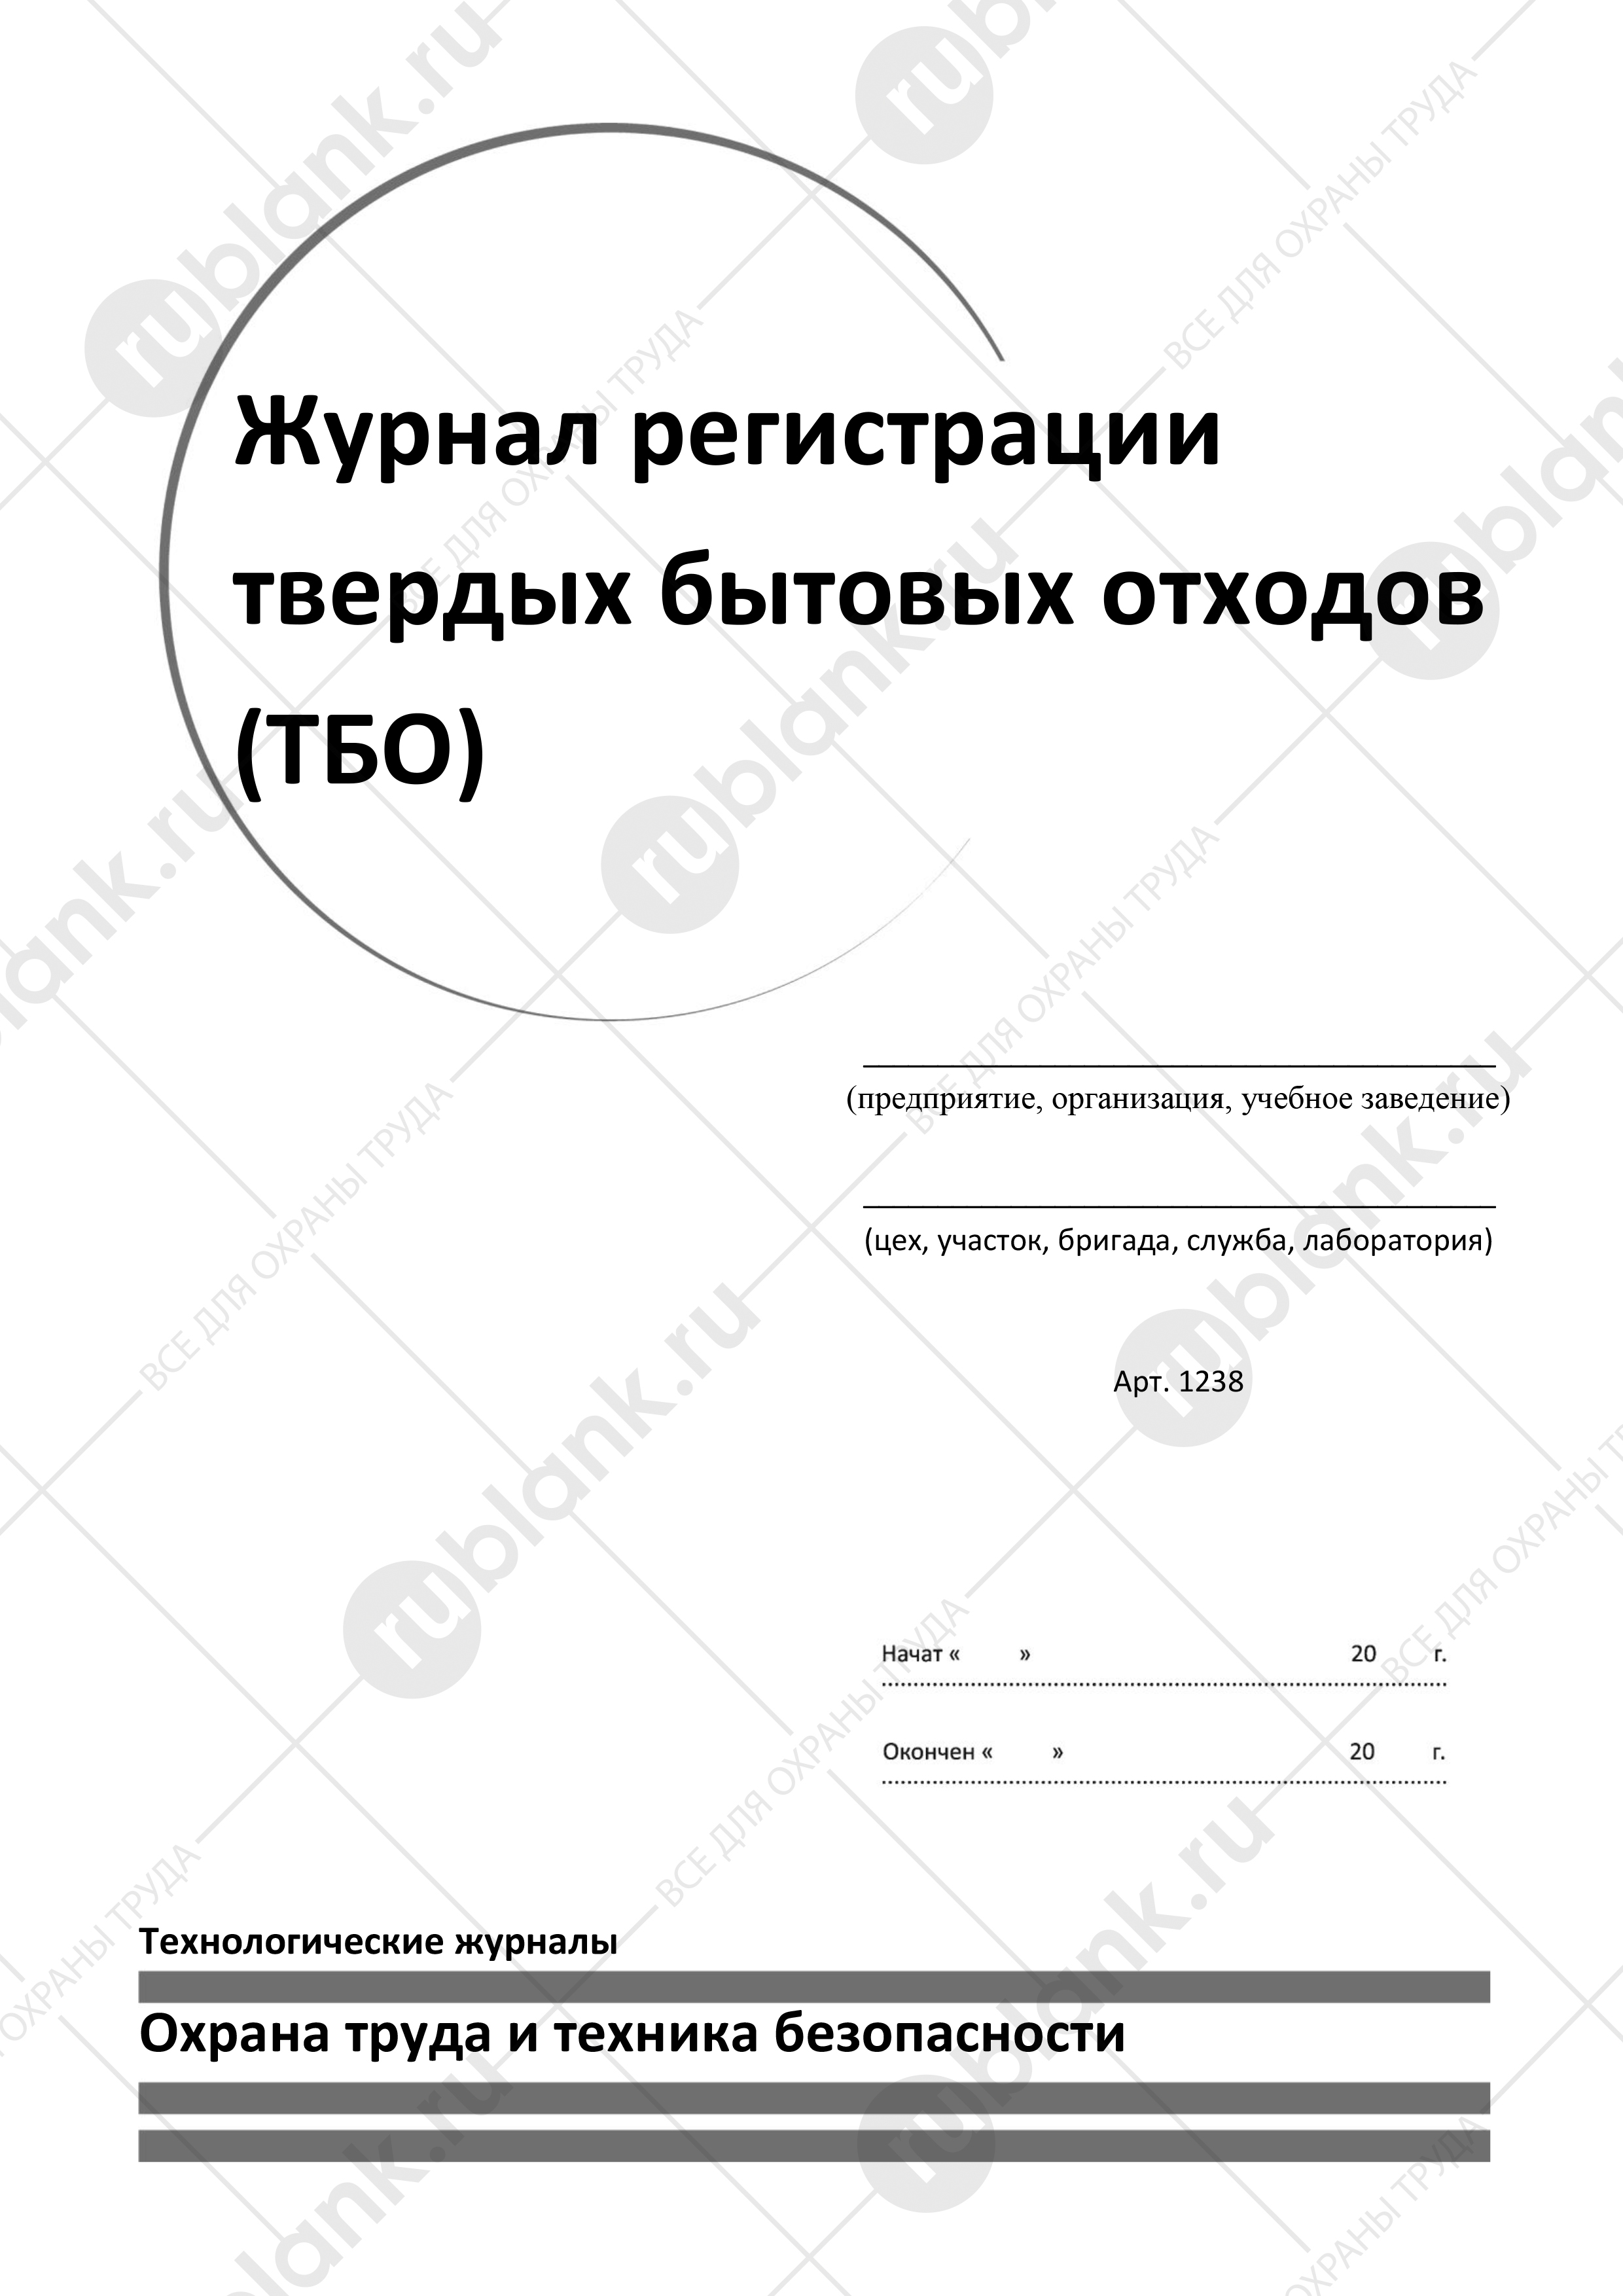 Журнал регистрации
твердых бытовых отходов
(ТБО)
(предприятие, организация, учебное заведение)
(цех, участок, бригада, служба, лаборатория)
Арт. 1238
Начат « » 20 г.
Окончен « » 20 г.
Технологические журналы
Охрана труда и техника безопасности
rublank.ru
ВСЕ ДЛЯ ОХРАНЫ ТРУДА